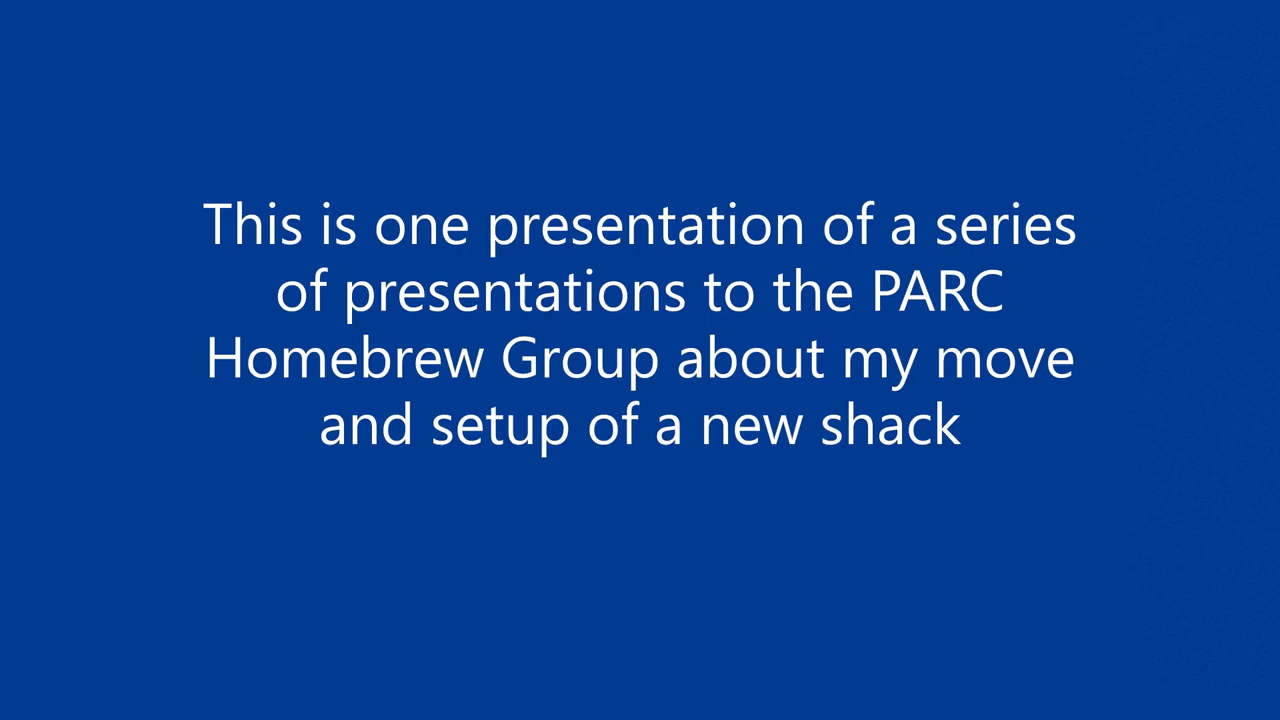 This is one presentation of a series
of presentations to the PARC
Homebrew Group about my move
and setup of a new shack